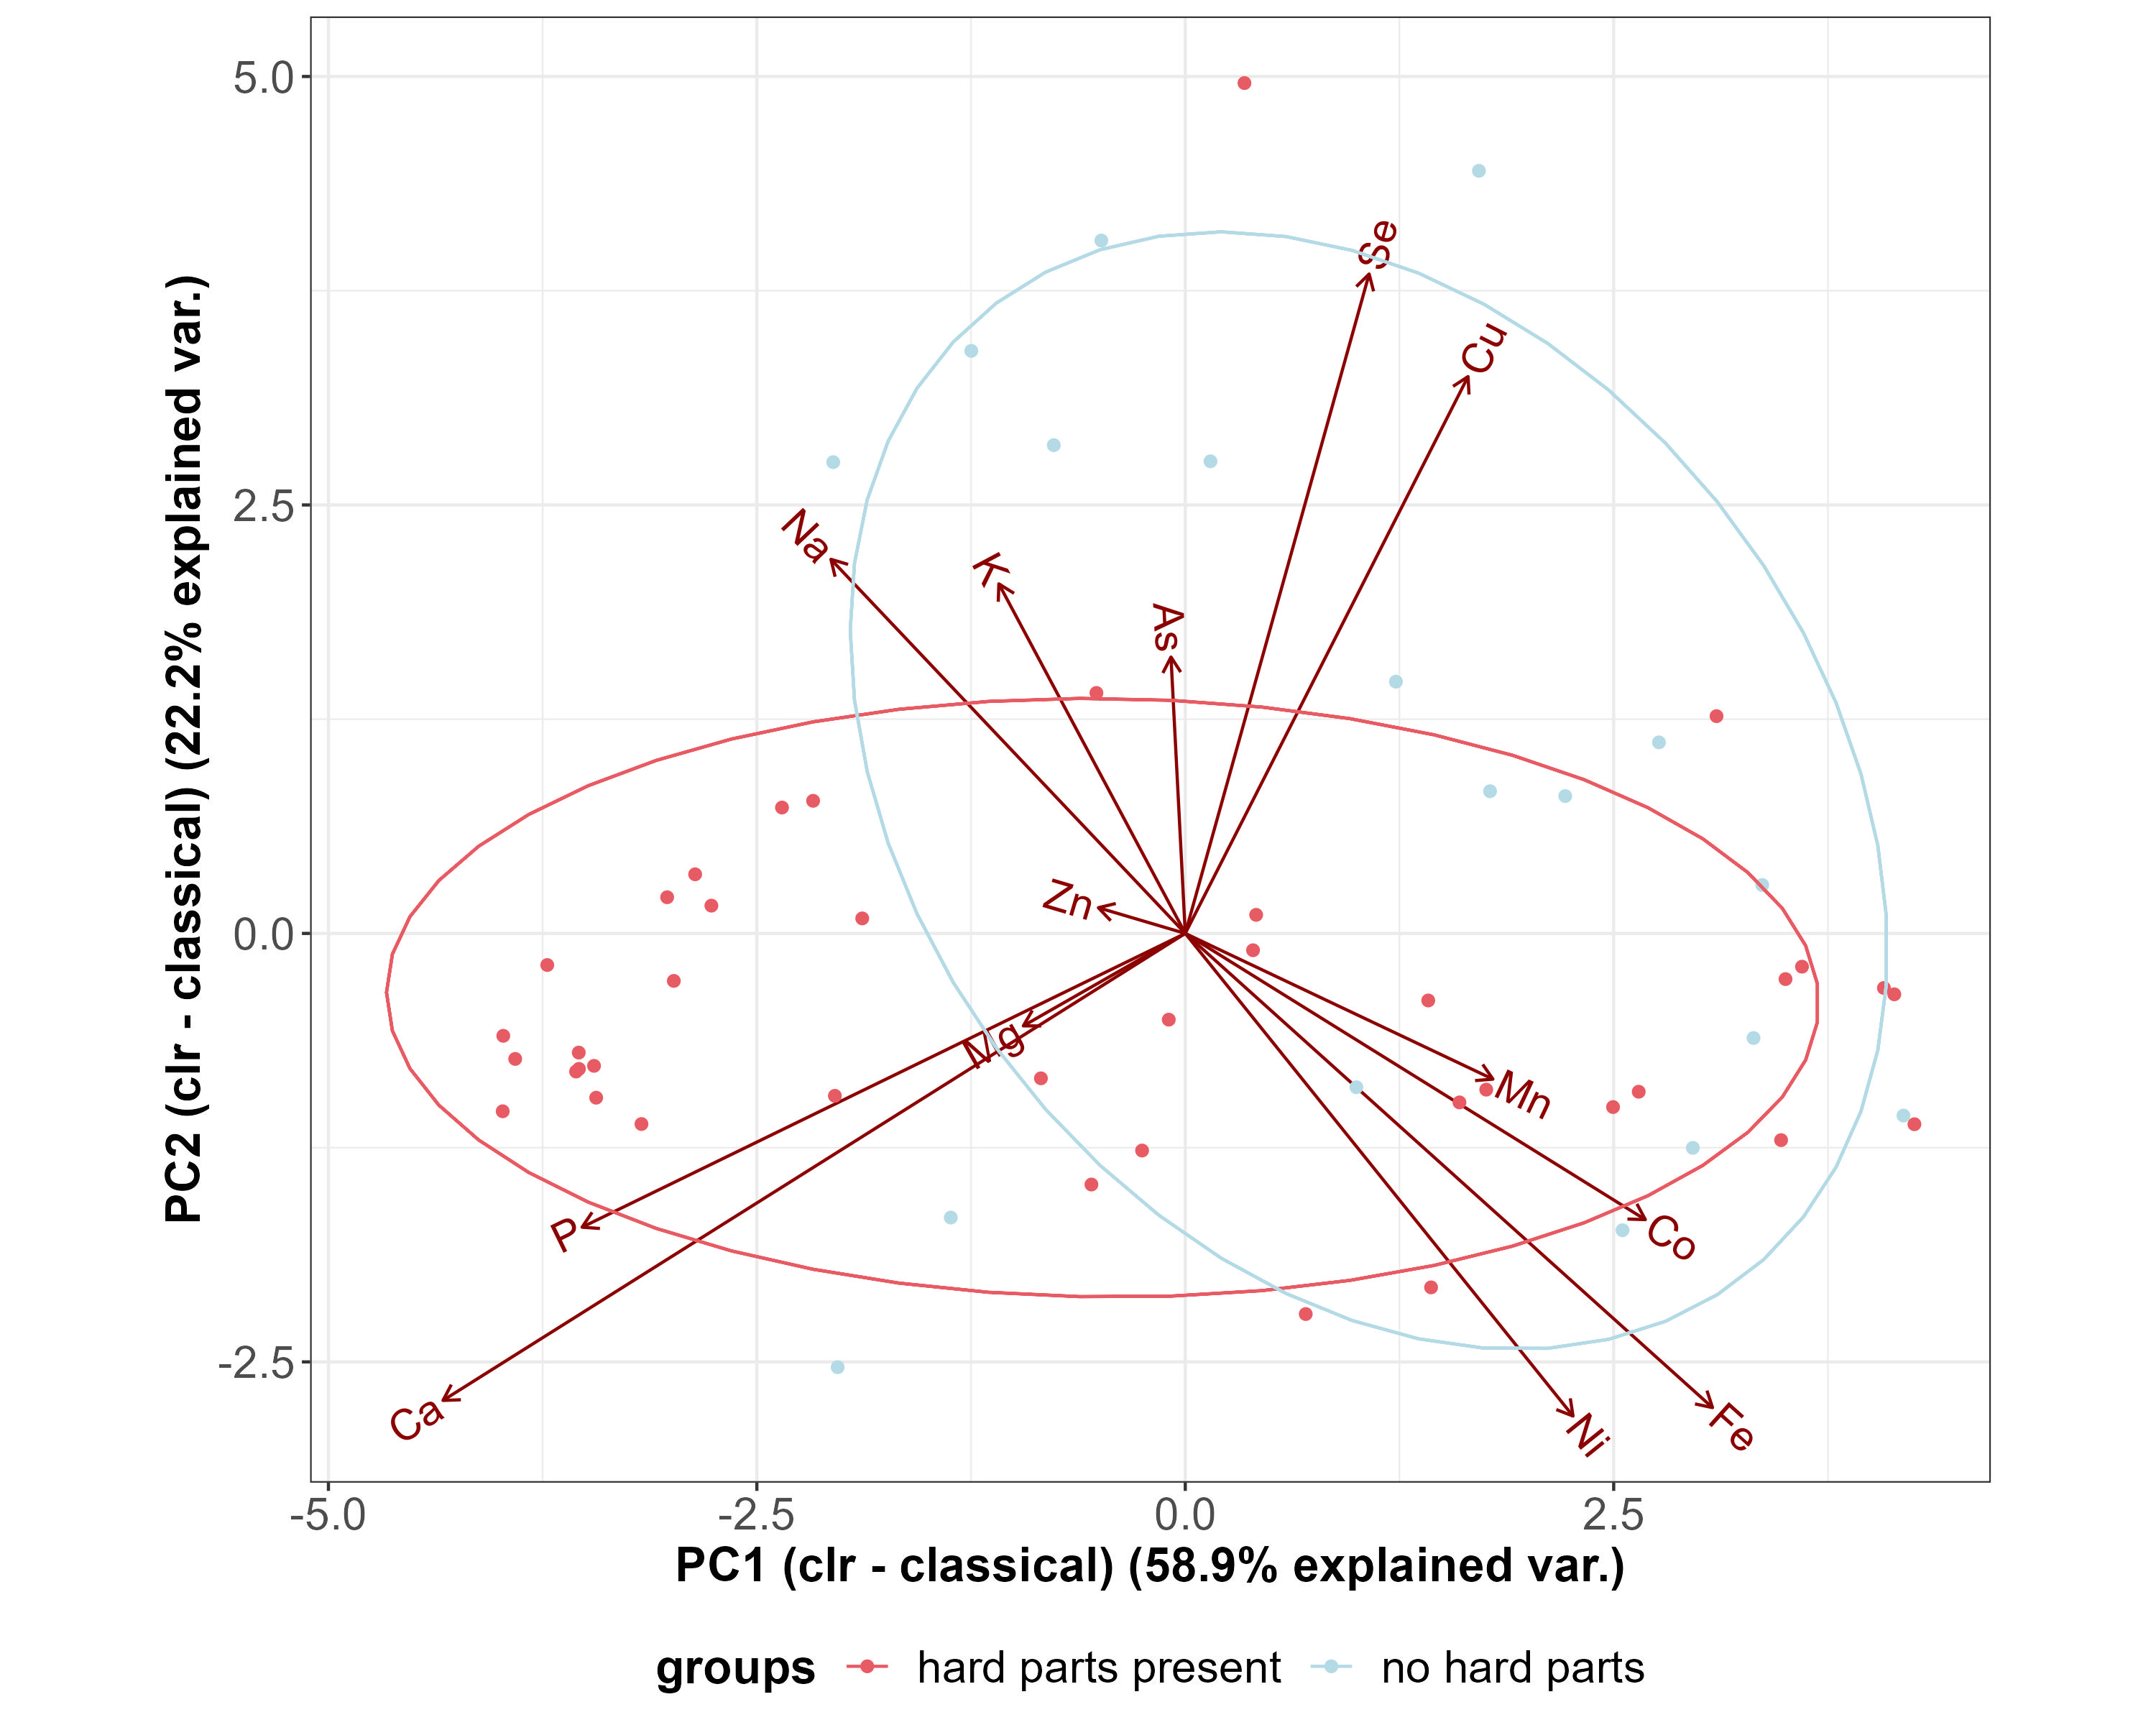 PC2 (clr - classical) (22.2% explained var.)
5.0
2.5
0.0
-2.5
Se
Cu
Na
K
As
Zn
Mg
Mn
P
Co
Ca
Ni
Fe
-5.0
-2.5
0.0
2.5
PC1 (clr - classical) (58.9% explained var.)
groups hard parts present no hard parts